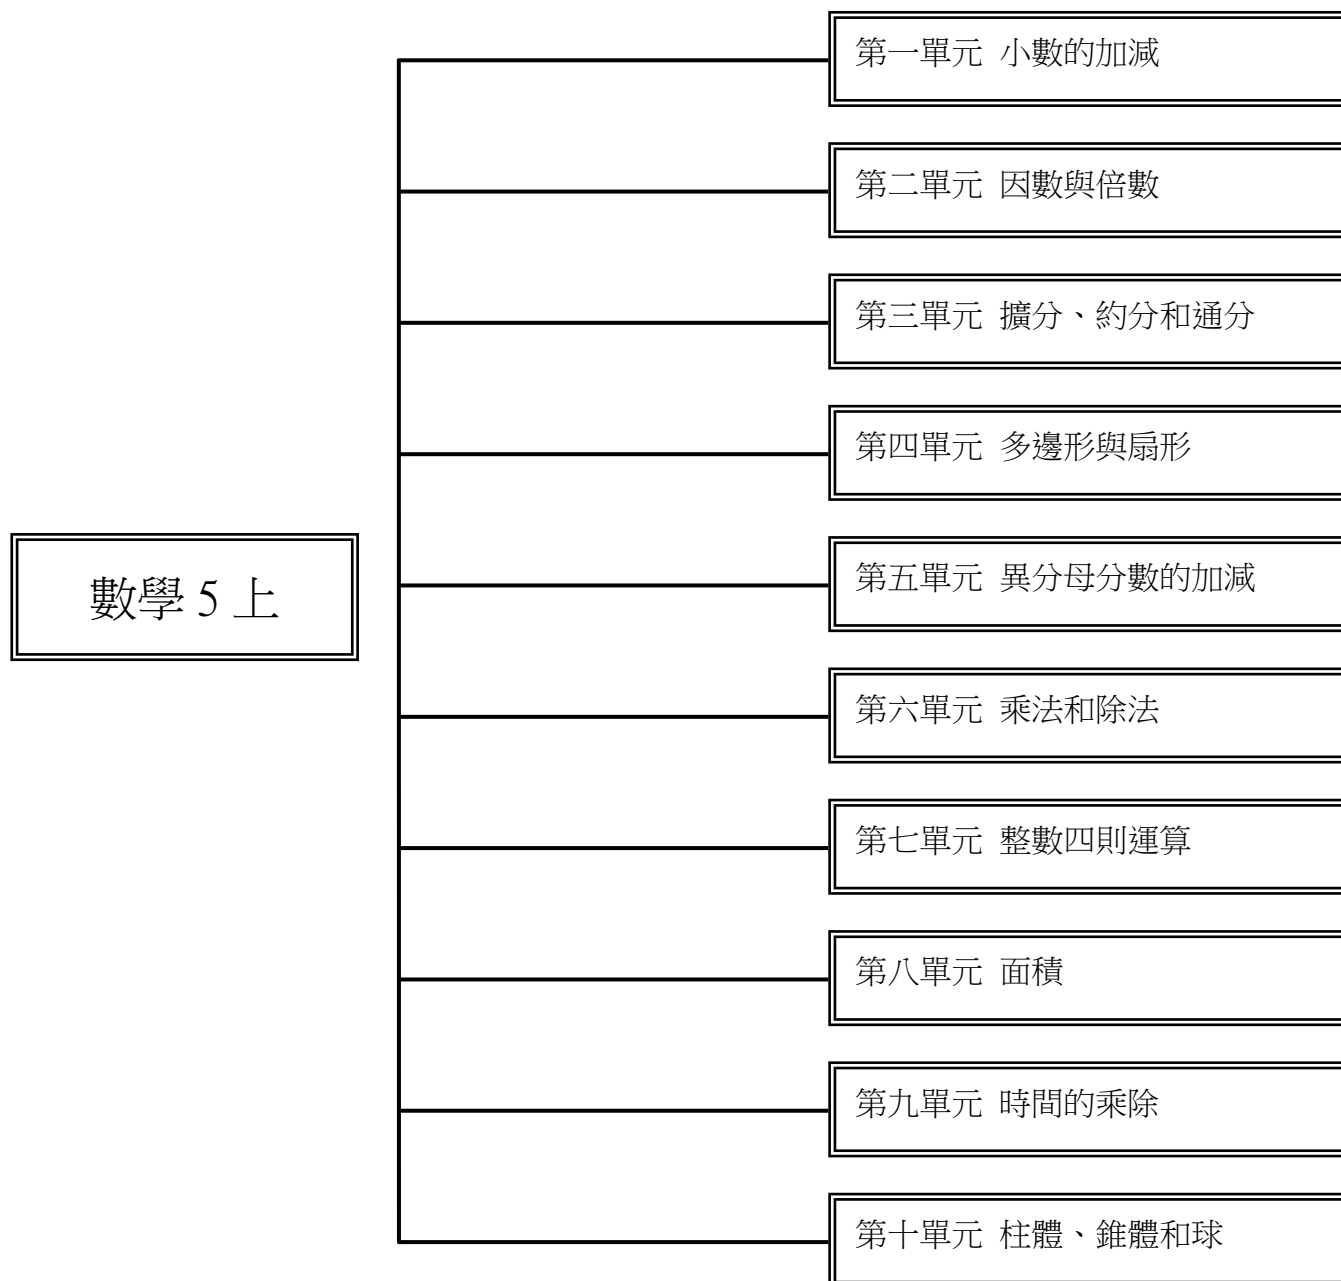 第一單元 小數的加減
第二單元 因數與倍數
第三單元 擴分、約分和通分
第四單元 多邊形與扇形
數學 5 上
第五單元 異分母分數的加減
第六單元 乘法和除法
第七單元 整數四則運算
第八單元 面積
第九單元 時間的乘除
第十單元 柱體、錐體和球